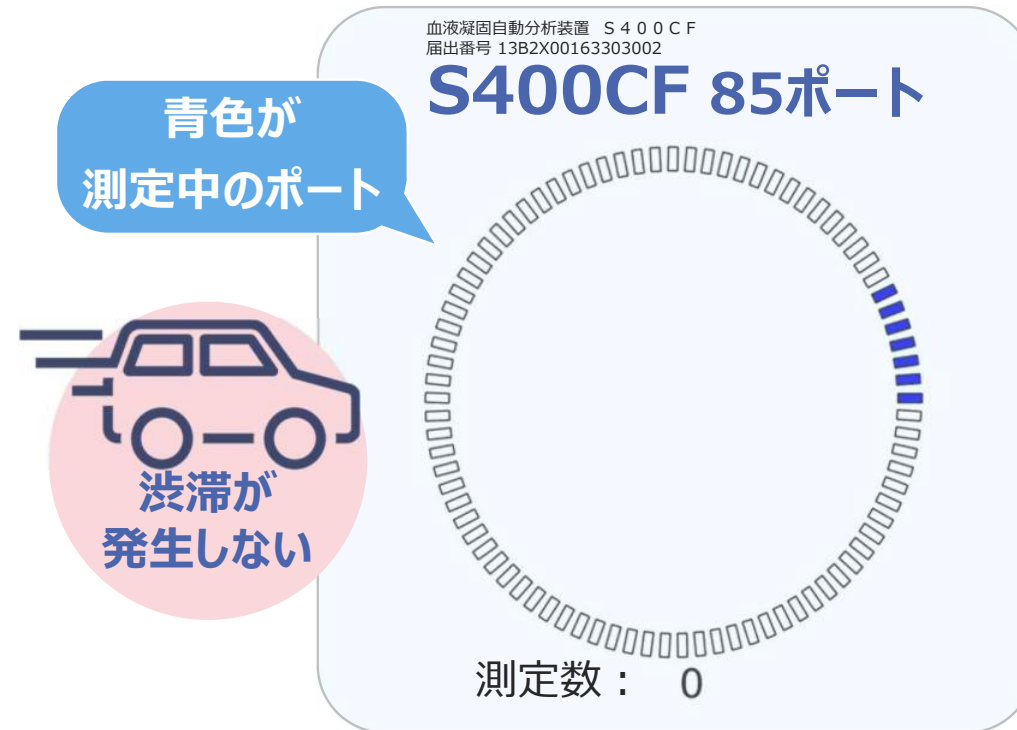 血液凝固自動分析装置 S400CF
届出番号 13B2X00163303002
S400CF 85ポート
青色が
測定中のポート
渋滞が
発生しない
測定数： 0